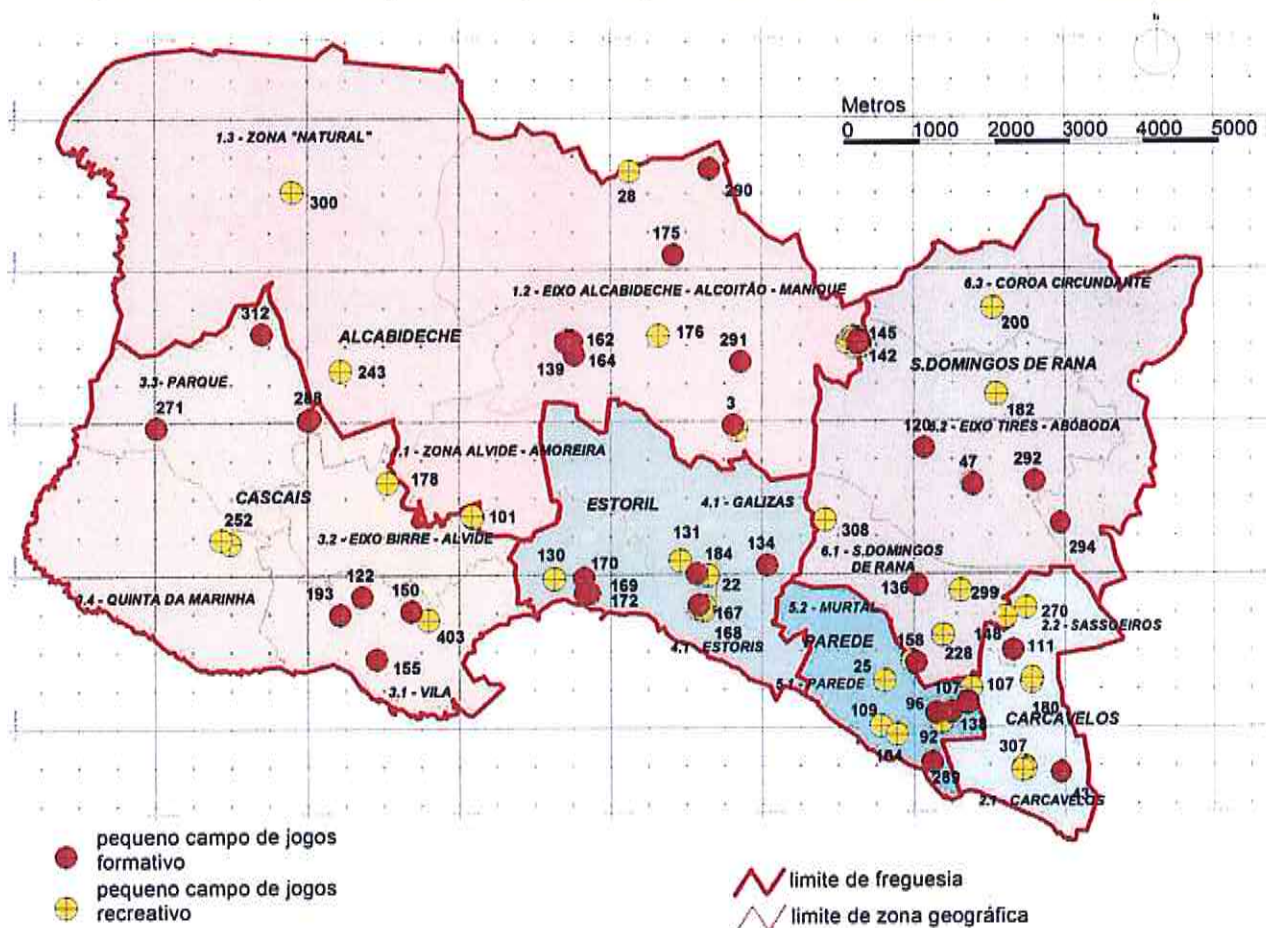 Metros
0 1000 2000 3000 4000 5000
1.3 - ZONA "NATURAL"
300
28
290
175
1.2 - EIXO ALCABIDECHE - ALCOITÃO - MANIQUE
6.3 - COROA CIRCUNDANTE
200
312
ALCABIDECHE
162
176
145
164
139
291
142
S.DOMINGOS DE RANA
3.3- PARQUE
243
182
271
288
3
120
6.2 - EIXO TIRES - ABÓBODA
1.1 - ZONA ALVIDE - AMOREIRA
47
292
178
CASCAIS
ESTORIL
4.1 - GALIZAS
252
101
308
294
3.2 - EIXO BIRRE - ALVIDE
131
184
134
6.1 - S.DOMINGOS
DE RANA
130
170
22
136
299
3.4 - QUINTA DA MARINHA
122
150
169
172
167
168
5.2 - MURTAL
270
193
403
148
2.2 - SASSOEIROS
4.1 - ESTORIS
PAREDE
158
228
111
155
25
3.1 - VILA
5.1 - PAREDE
107
107
180
96
109
138
CARCAVELOS
92
184
307
289
43
2.1 - CARCAVELOS
pequeno campo de jogos
formativo
pequeno campo de jogos
recreativo
limite de freguesia
limite de zona geográfica